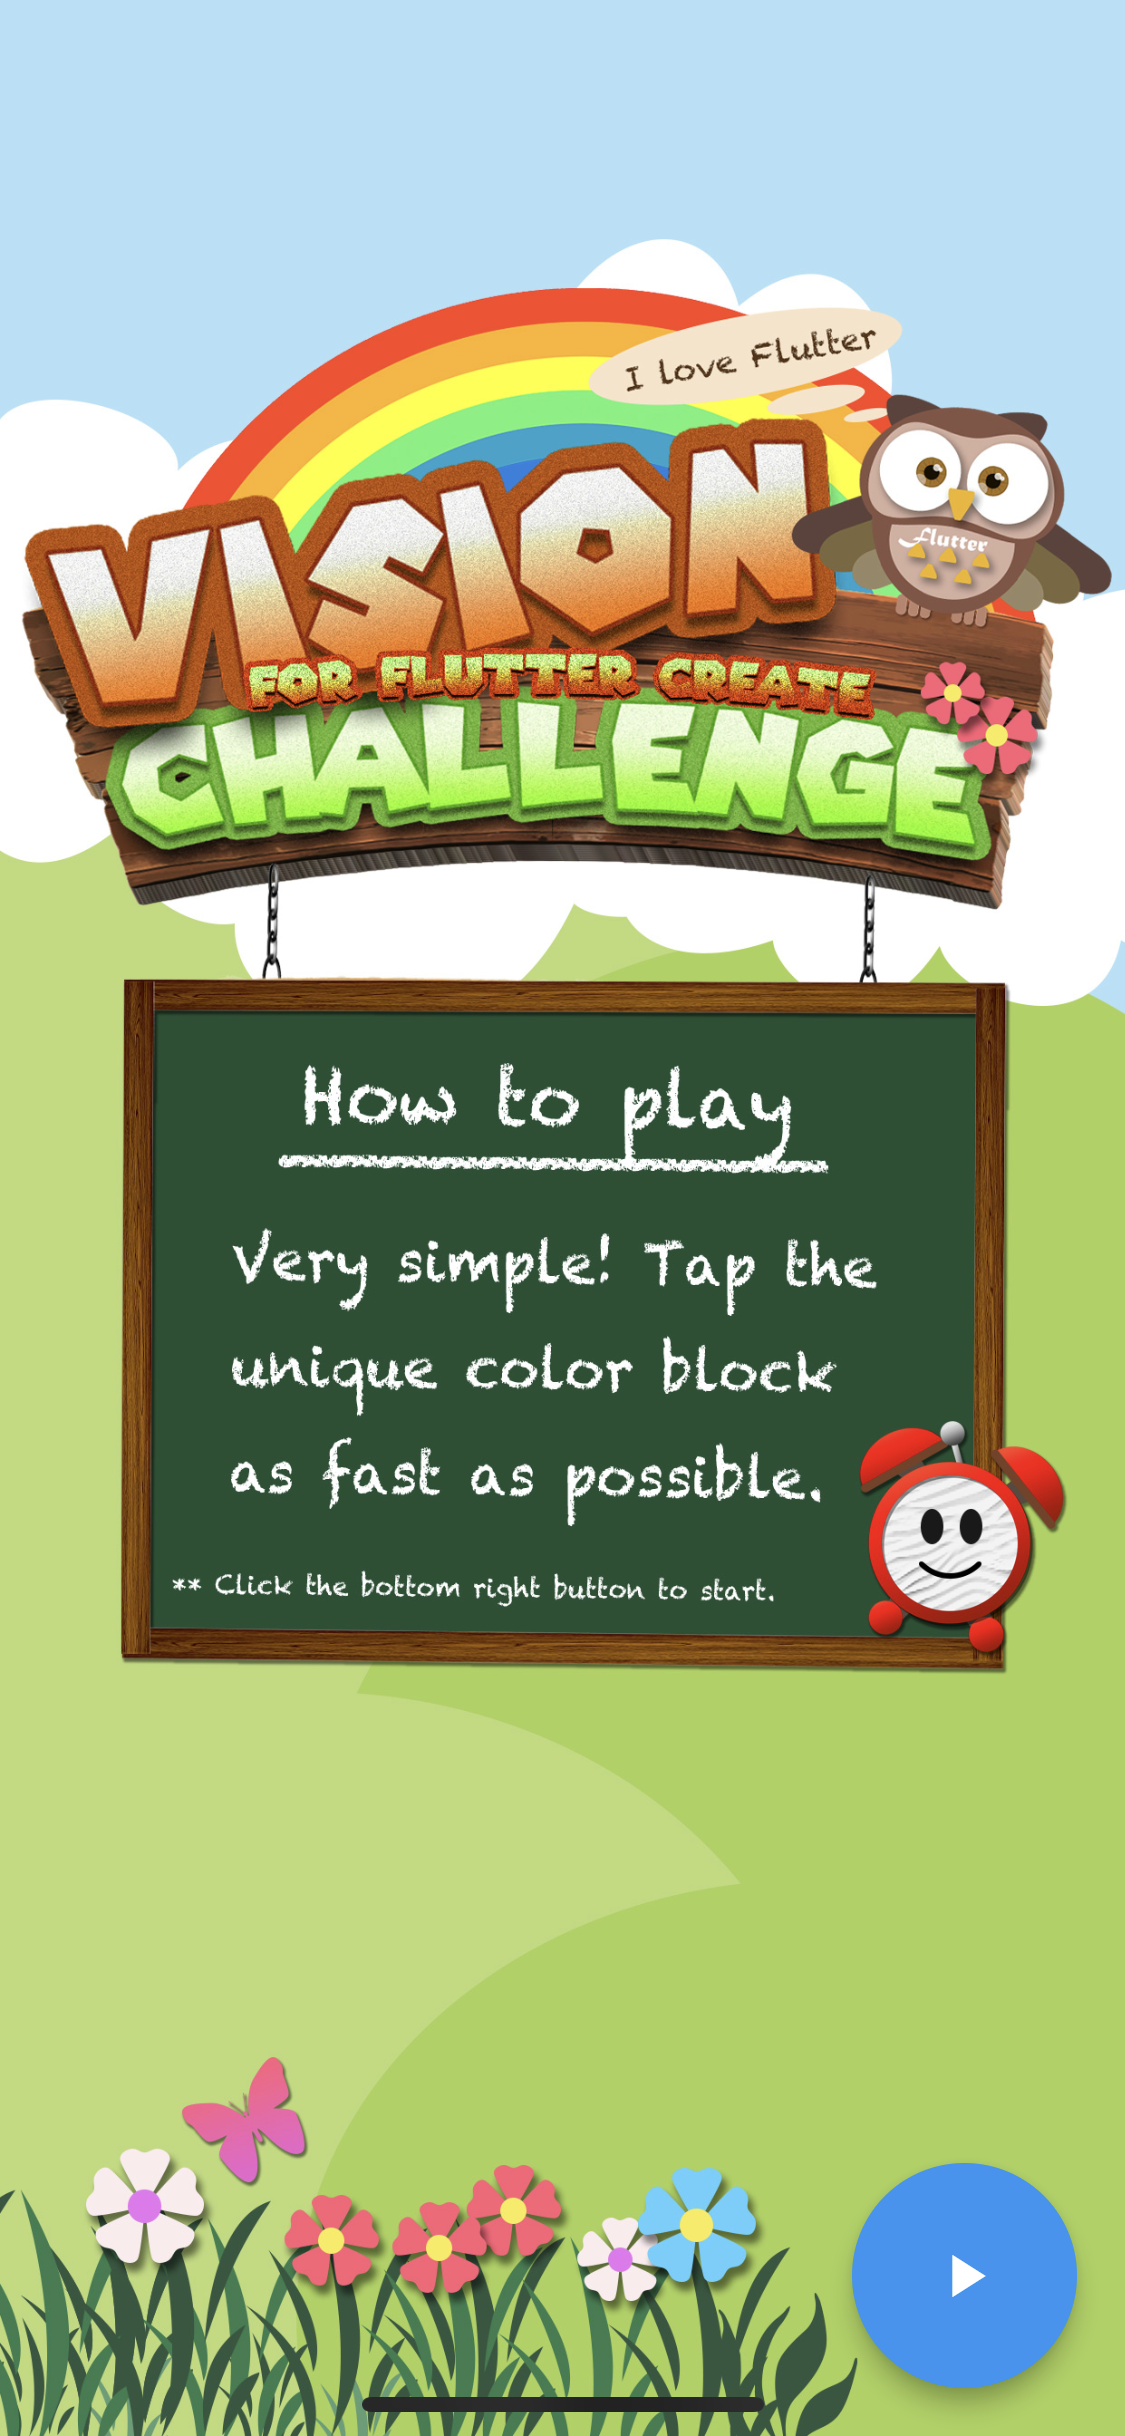 I love Flutter
VISION
Flutter
FOR FLUTTER CREATE
CHALLENGE
How to play
Very simple! Tap the
unique color block
as fast as possible.
** Click the bottom right button to start.